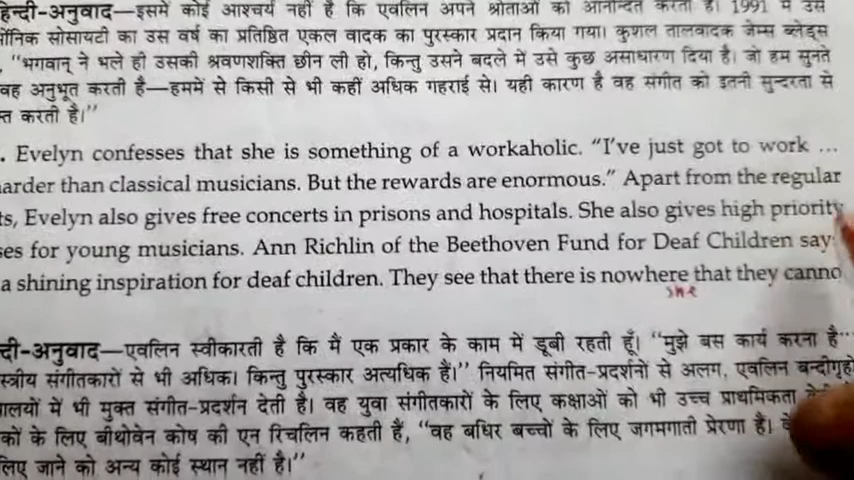 हिन्दी-अनुवाद—इसमें कोई आश्चर्य नहीं है कि एवलिन अपने श्रोताओं को आनन्दित करती है। 1991 में उसे
सोसायटी का उस वर्ष का प्रतिष्ठित एकल वादक का पुरस्कार प्रदान किया गया। कुशल तालवादक जेम्स ब्लेड्स
, "भगवान् ने भले ही उसकी श्रवणशक्ति छीन ली हो, किन्तु उसने बदले में उसे कुछ असाधारण दिया है। जो हम सुनते
वह अनुभूत करती है—हममें से किसी से भी कहीं अधिक गहराई से। यही कारण है वह संगीत को इतनी सुन्दरता से
करती है।"
. Evelyn confesses that she is something of a workaholic. "I've just got to work ...
arder than classical musicians. But the rewards are enormous." Apart from the regular
ts, Evelyn also gives free concerts in prisons and hospitals. She also gives high priority
ses for young musicians. Ann Richlin of the Beethoven Fund for Deaf Children say
a shining inspiration for deaf children. They see that there is nowhere that they canno
she
दी-अनुवाद—एवलिन स्वीकारती है कि मैं एक प्रकार के काम में डूबी रहती हूँ। "मुझे बस कार्य करना है...
स्त्रीय संगीतकारों से भी अधिक। किन्तु पुरस्कार अत्यधिक हैं।" नियमित संगीत-प्रदर्शनों से अलग, एवलिन बन्दीगृहों
ालयों में भी मुक्त संगीत-प्रदर्शन देती है। वह युवा संगीतकारों के लिए कक्षाओं को भी उच्च प्राथमिकता
कों के लिए बीथोवेन कोष की एन रिचलिन कहती हैं, "वह बधिर बच्चों के लिए जगमगाती प्रेरणा है।
लिए जाने को अन्य कोई स्थान नहीं है।"